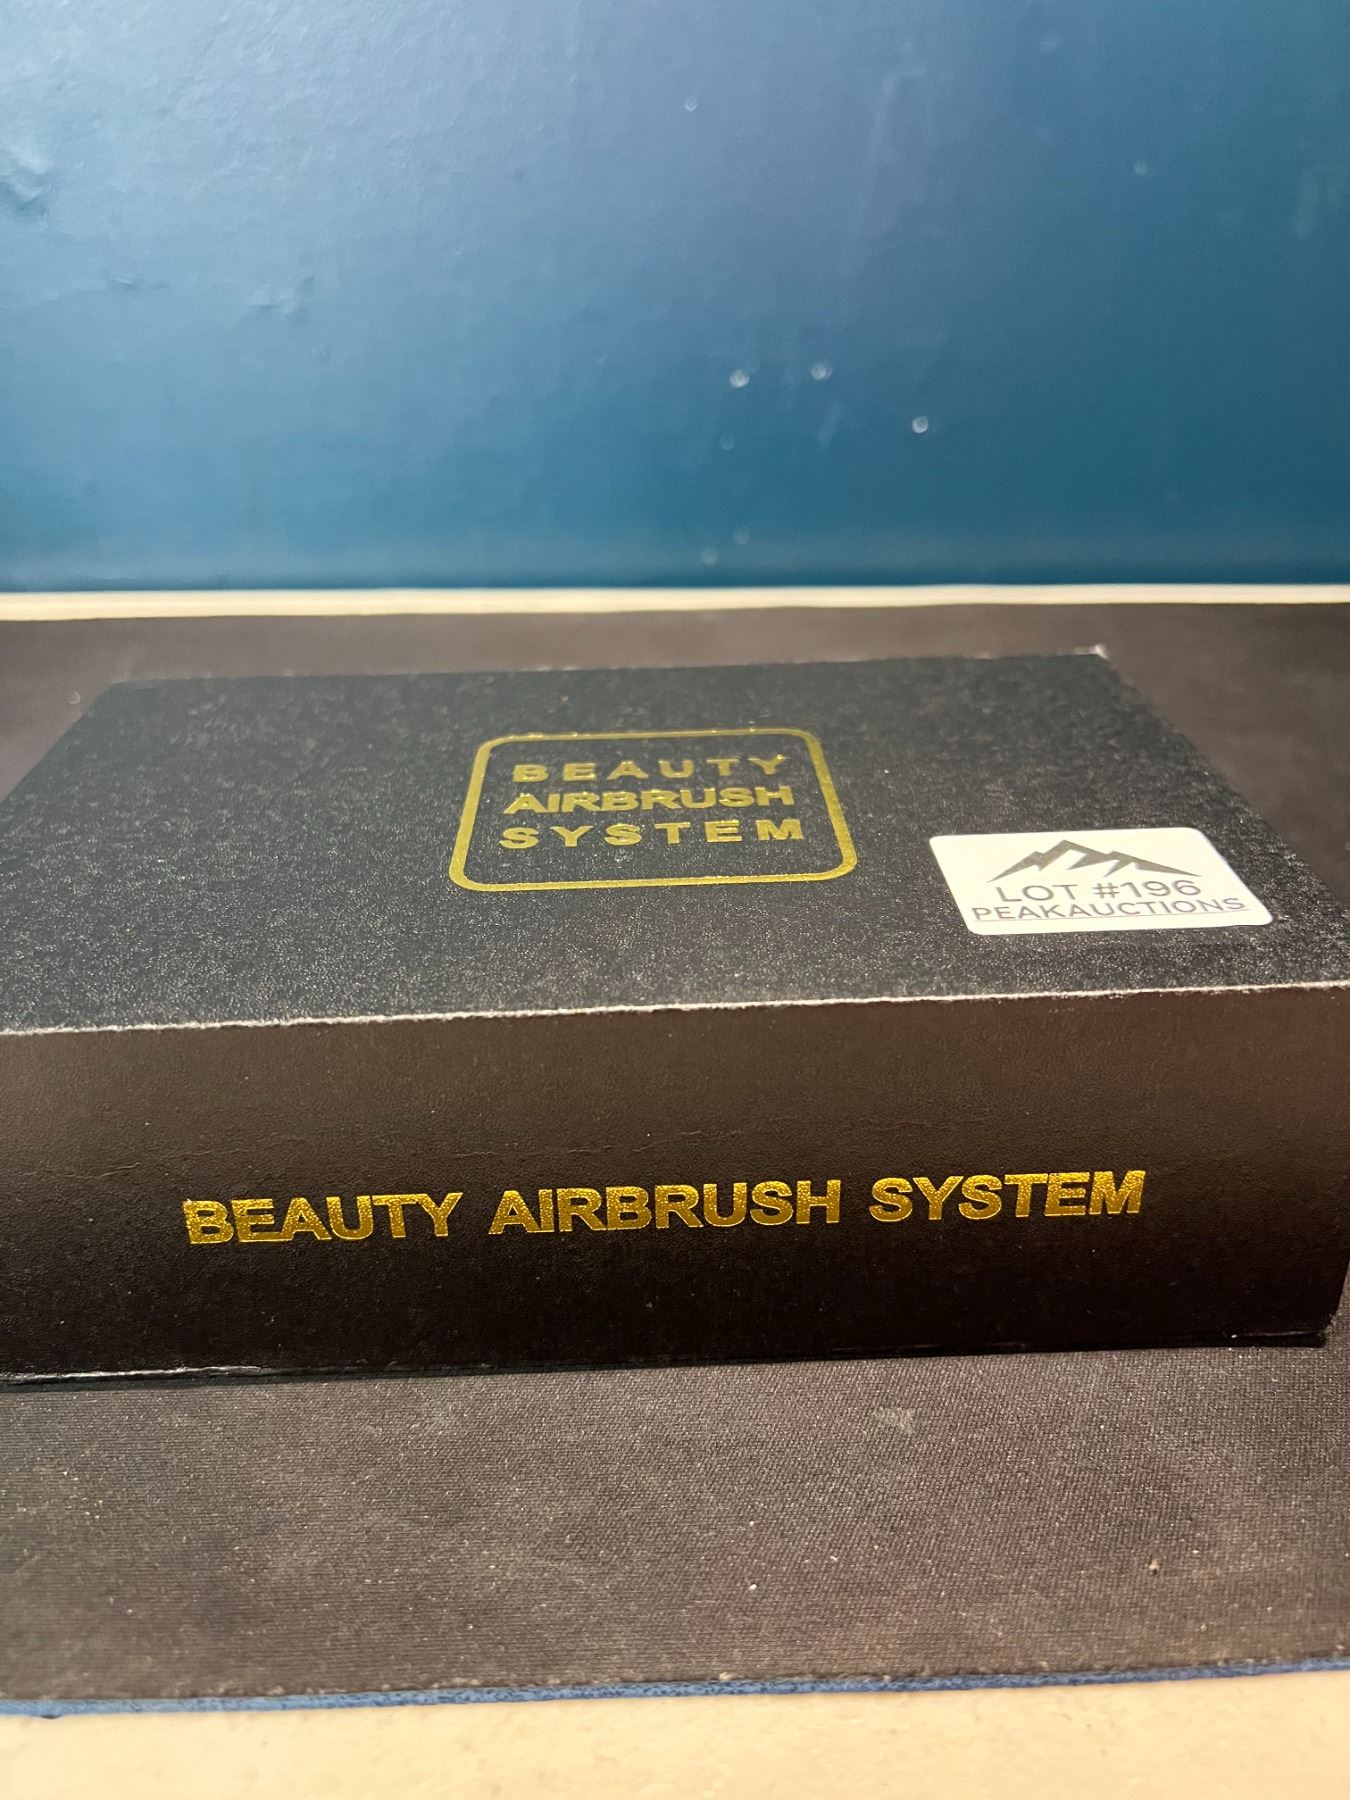 BEAUTY
AIRBRUSH
SYSTEM
LOT #196
PEAKAUCTIONS
BEAUTY AIRBRUSH SYSTEM